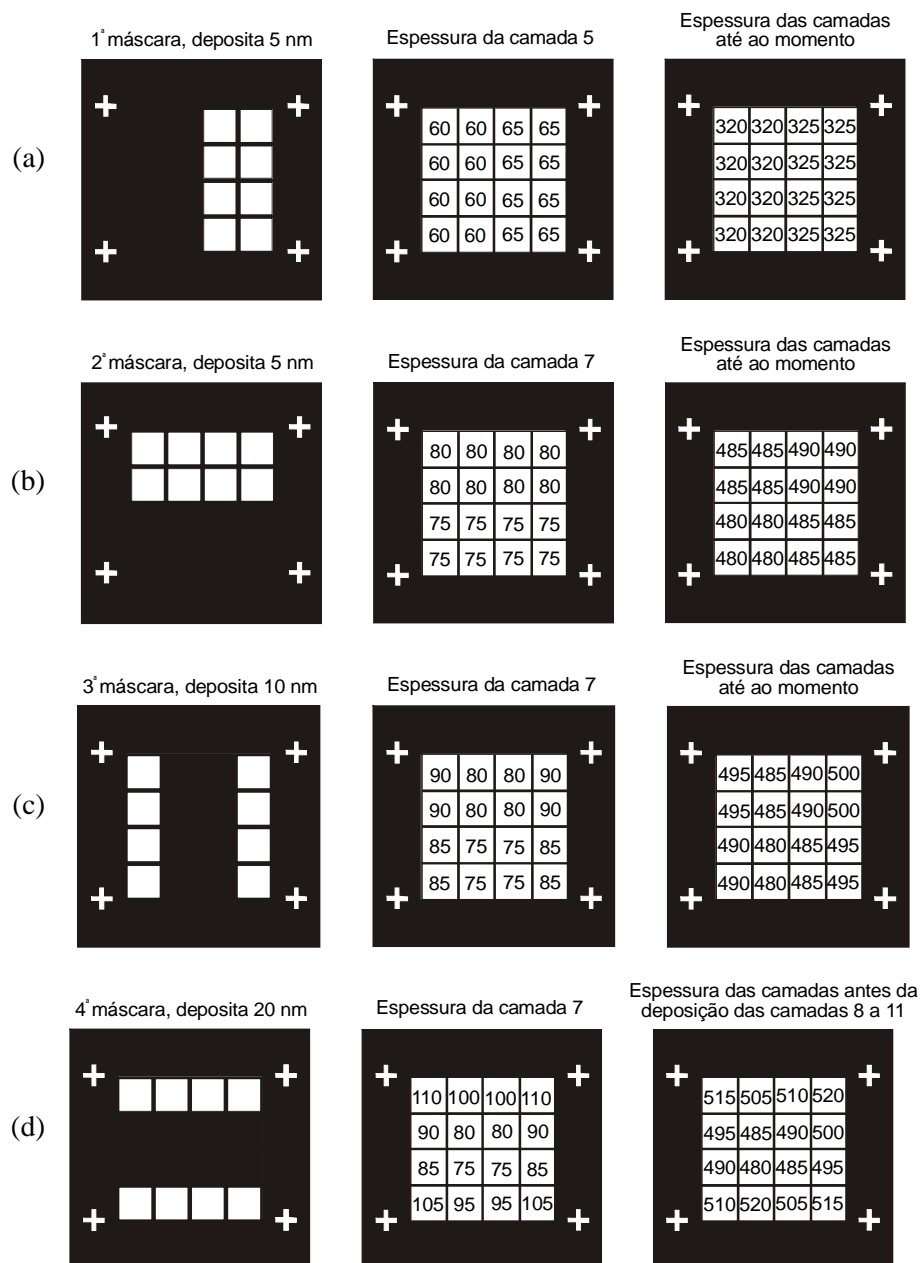 1ª máscara, deposita 5 nm
Espessura da camada 5
Espessura das camadas
até ao momento
(a)
60 60 65 65
60 60 65 65
60 60 65 65
60 60 65 65
320 320 325 325
320 320 325 325
320 320 325 325
320 320 325 325
2ª máscara, deposita 5 nm
Espessura da camada 7
Espessura das camadas
até ao momento
(b)
80 80 80 80
80 80 80 80
75 75 75 75
75 75 75 75
485 485 490 490
485 485 490 490
480 480 485 485
480 480 485 485
3ª máscara, deposita 10 nm
Espessura da camada 7
Espessura das camadas
até ao momento
(c)
90 80 80 90
90 80 80 90
85 75 75 85
85 75 75 85
495 485 490 500
495 485 490 500
490 480 485 495
490 480 485 495
4ª máscara, deposita 20 nm
Espessura da camada 7
Espessura das camadas antes da
deposição das camadas 8 a 11
(d)
110 100 100 110
90 80 80 90
85 75 75 85
105 95 95 105
515 505 510 520
495 485 490 500
490 480 485 495
510 520 505 515